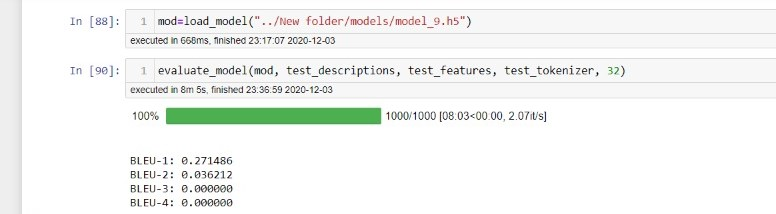 In [88]: 1 mod=load_model("../New folder/models/model_9.h5")
executed in 668ms, finished 23:17:07 2020-12-03
In [90]: 1 evaluate_model(mod, test_descriptions, test_features, test_tokenizer, 32)
executed in 8m 5s, finished 23:36:59 2020-12-03
100% 1000/1000 [08:03<00:00, 2.07it/s]
BLEU-1: 0.271486
BLEU-2: 0.036212
BLEU-3: 0.000000
BLEU-4: 0.000000